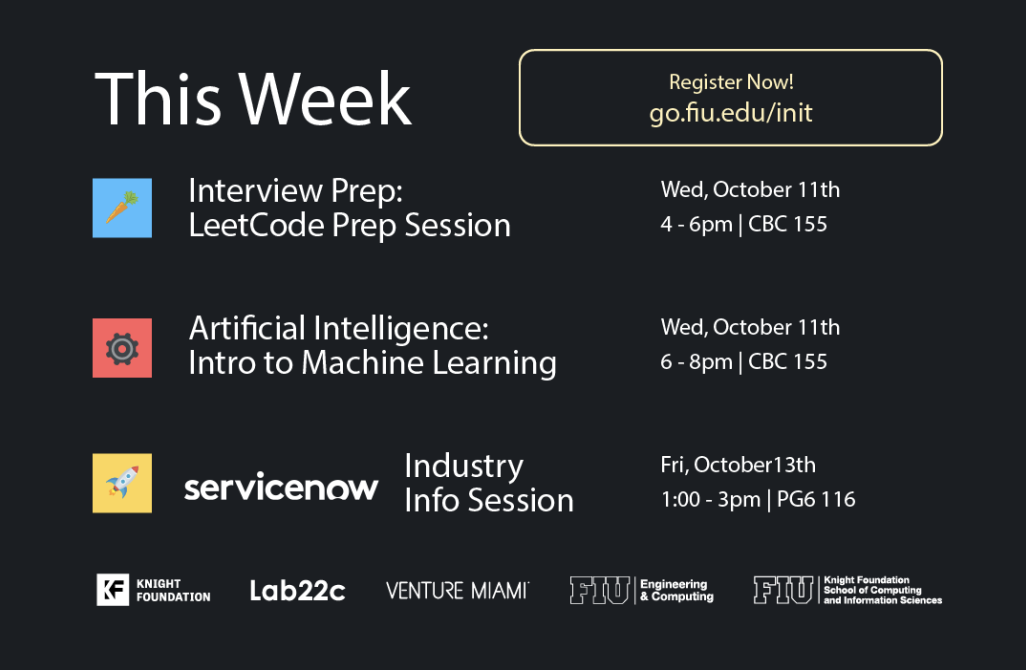 This Week
Register Now!
go.fiu.edu/init
Interview Prep:
LeetCode Prep Session
Wed, October 11th
4 - 6pm | CBC 155
Artificial Intelligence:
Intro to Machine Learning
Wed, October 11th
6 - 8pm | CBC 155
servicenow
Industry
Info Session
Fri, October13th
1:00 - 3pm | PG6 116
KF
KNIGHT
FOUNDATION
Lab22c
VENTURE MIAMI
FIU
Engineering
& Computing
FIU
Knight Foundation
School of Computing
and Information Sciences